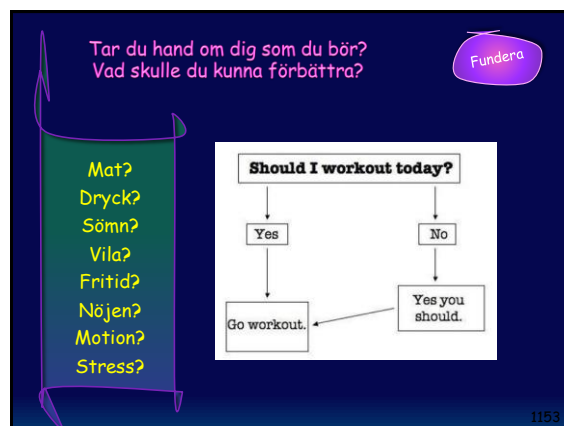 Tar du hand om dig som du bör?
Vad skulle du kunna förbättra?
Fundera
Mat?
Dryck?
Sömn?
Vila?
Fritid?
Nöjen?
Motion?
Stress?
Should I workout today?
Yes
No
Go workout.
Yes you
should.
1153